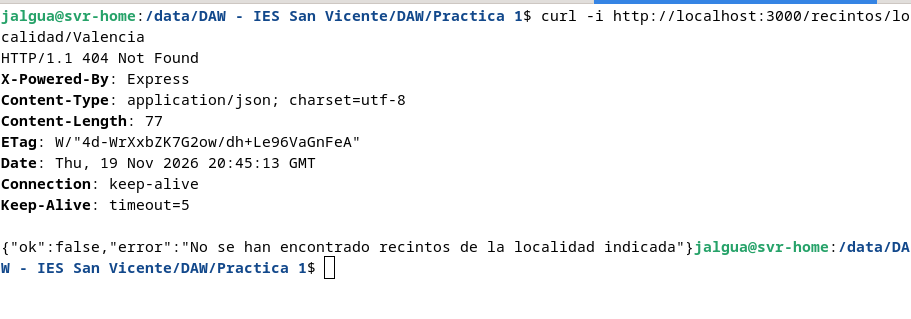 jalgua@svr-home:/data/DAW - IES San Vicente/DAW/Practica 1$ curl -i http://localhost:3000/recintos/lo
calidad/Valencia
HTTP/1.1 404 Not Found
X-Powered-By: Express
Content-Type: application/json; charset=utf-8
Content-Length: 77
ETag: W/"4d-WrXxbZK7G2ow/dh+Le96VaGnFeA"
Date: Thu, 19 Nov 2026 20:45:13 GMT
Connection: keep-alive
Keep-Alive: timeout=5
{"ok":false,"error":"No se han encontrado recintos de la localidad indicada"}jalgua@svr-home:/data/DA
W - IES San Vicente/DAW/Practica 1$